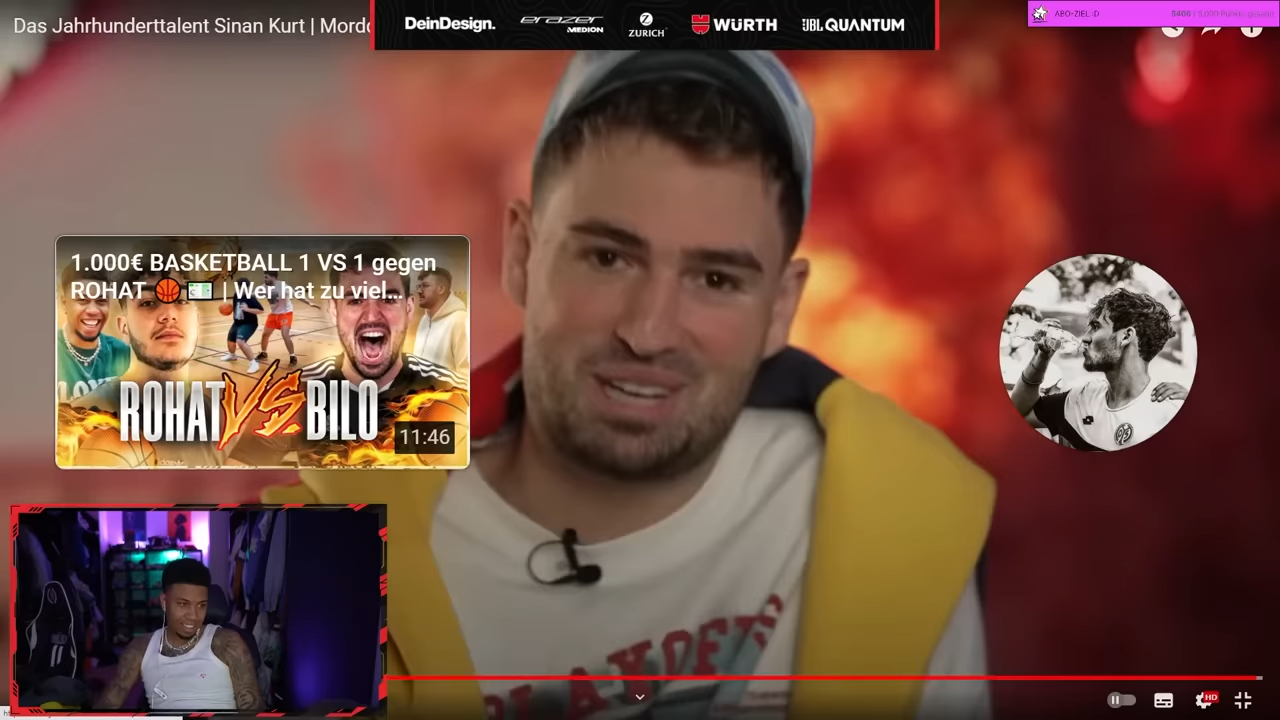 Das Jahrhunderttalent Sinan Kurt | Mordo
DeinDesign.
erazer
MEDION
ZURICH
WÜRTH
JBL QUANTUM
ABO-ZIEL :D
1.000€ BASKETBALL 1 VS 1 gegen
ROHAT 🏀💵 | Wer hat zu viel...
ROHAT VS BILO
11:46
PLAYOFFS
HD